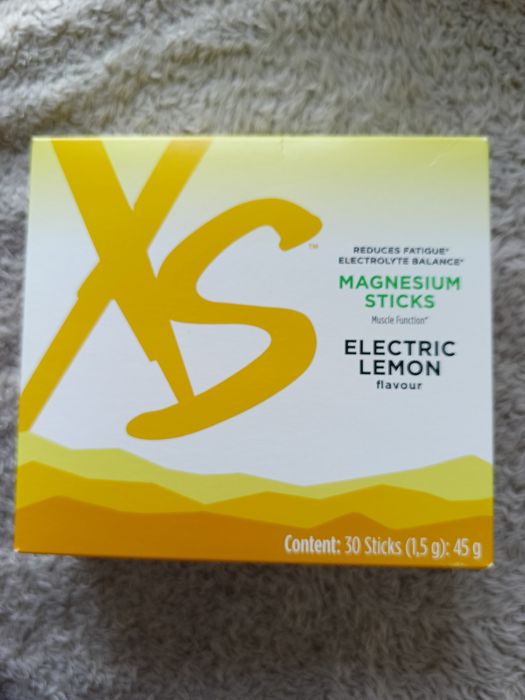 XS™
REDUCES FATIGUE*
ELECTROLYTE BALANCE*
MAGNESIUM
STICKS
Muscle Function*
ELECTRIC
LEMON
flavour
Content: 30 Sticks (1,5 g): 45 g